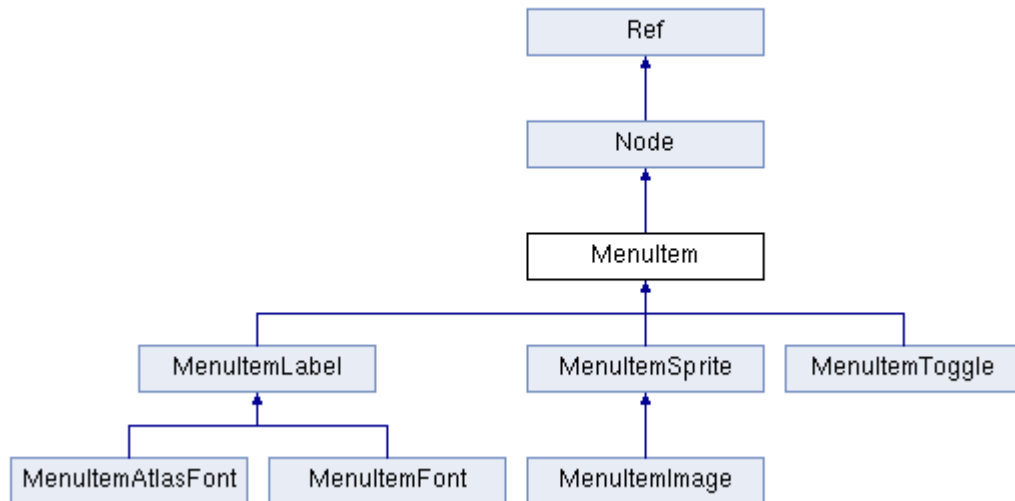 Ref
Node
MenuItem
MenuItemLabel
MenuItemSprite
MenuItemToggle
MenuItemAtlasFont
MenuItemFont
MenuItemImage